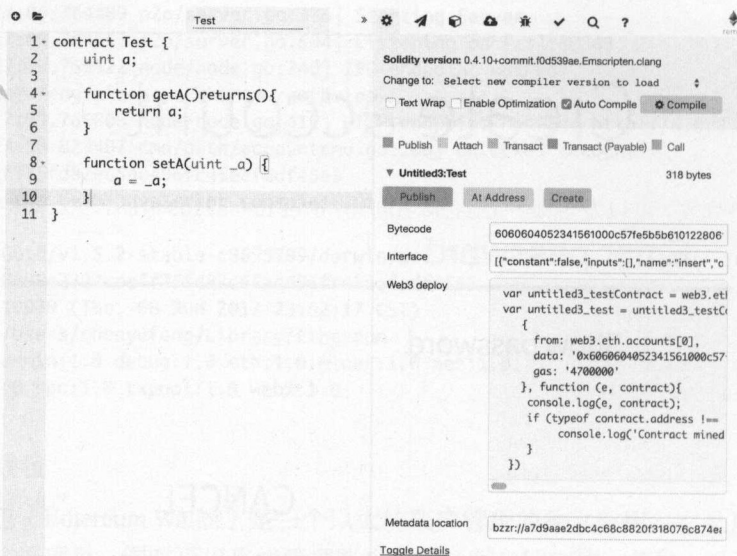 Test
1 contract Test {
2 uint a;
3
4 function getA()returns(){
5 return a;
6 }
7
8 function setA(uint _a) {
9 a = _a;
10 }
11 }
Solidity version: 0.4.10+commit.f0d539ae.Emscripten.clang
Change to: Select new compiler version to load
Text Wrap Enable Optimization Auto Compile Compile
Publish Attach Transact Transact (Payable) Call
Untitled3:Test 318 bytes
Publish At Address Create
Bytecode 6060604052341561000c57fe5b5b610122806
Interface [{"constant":false,"inputs":[],"name":"insert","o
Web3 deploy var untitled3_testContract = web3.eth
var untitled3_test = untitled3_testCo
{
from: web3.eth.accounts[0],
data: '0x6060604052341561000c57
gas: '4700000'
}, function (e, contract){
console.log(e, contract);
if (typeof contract.address !==
console.log('Contract mined
}
})
Metadata location bzzr://a7d9aae2dbc4c68c8820f318076c874ea
Toggle Details